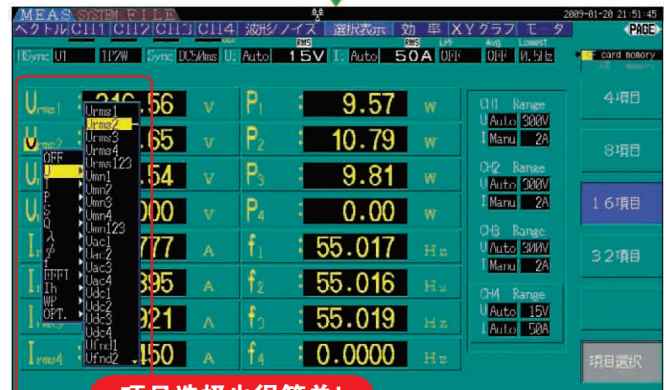 MEAS SYSTEM FILE 2009-01-20 21:51:45
ベクトル CH1 CH2 CH3 CH4 波形/ノイズ 選択表示 効 率 XYグラフ モータ PAGE
RMS RMS LPF Avg Lowest
Sync U1 1P2W Sync U: Auto 15V I: Auto 50A OFF OFF 0.5Hz CF card memory
Urms1 .56 V P1 : 9.57 W
.65 V P2 : 10.79 W
.54 V P3 : 9.81 W
V P4 : 0.00 W
A f1 : 55.017 Hz
A f2 : 55.016 Hz
A f3 : 55.019 Hz
Irms4 A f4 : 0.0000 Hz
OFF
U
I
P
S
Q
λ
φ
f
Ih
WP
OPT.
Urms1
Urms2
Urms3
Urms4
Urms123
Umn1
Umn2
Umn3
Umn4
Umn123
Uac1
Uac2
Uac3
Uac4
Udc1
Udc2
Udc3
Udc4
Ufnd1
Ufnd2
CH1 Range
U Auto 300V
I Manu 2A
CH2 Range
U Auto 300V
I Manu 2A
CH3 Range
U Auto 300V
I Manu 2A
CH4 Range
U Auto 15V
I Auto 50A
4項目
8項目
16項目
32項目
項目選択